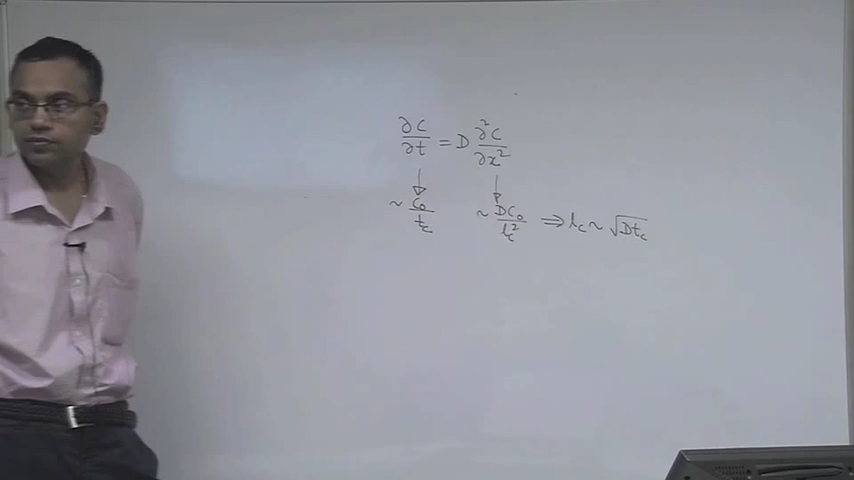 ∂C/∂t = D ∂²C/∂x²
~ C₀/t_c ~ DC₀/l_c² ⇒ l_c ~ √Dt_c